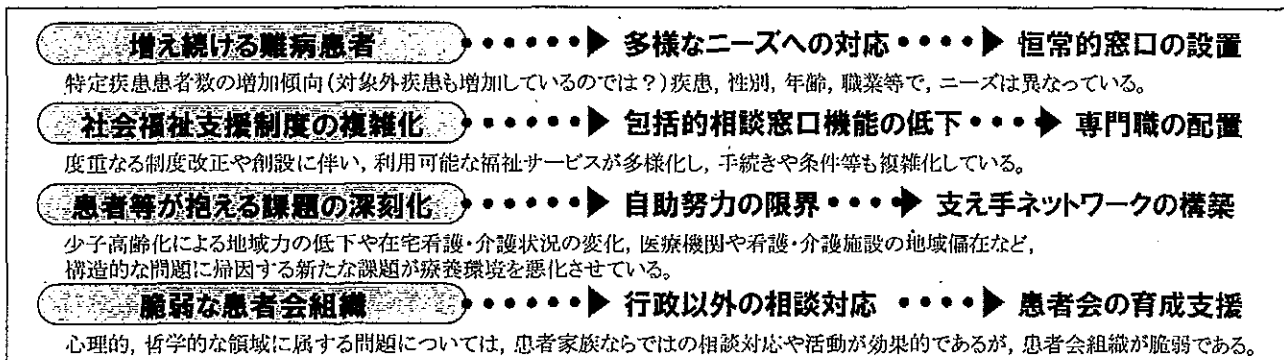 増え続ける難病患者 ・・・・・・▶ 多様なニーズへの対応・・・・▶ 恒常的窓口の設置
特定疾患患者数の増加傾向(対象外疾患も増加しているのでは?)疾患, 性別, 年齢, 職業等で, ニーズは異なっている。
社会福祉支援制度の複雑化 ・・・・・・▶ 包括的相談窓口機能の低下・・・▶ 専門職の配置
度重なる制度改正や創設に伴い, 利用可能な福祉サービスが多様化し, 手続きや条件等も複雑化している。
患者等が抱える課題の深刻化 ・・・・・・▶ 自助努力の限界・・・・▶ 支え手ネットワークの構築
少子高齢化による地域力の低下や在宅看護・介護状況の変化, 医療機関や看護・介護施設の地域偏在など,
構造的な問題に帰因する新たな課題が療養環境を悪化させている。
脆弱な患者会組織 ・・・・・・▶ 行政以外の相談対応 ・・・・▶ 患者会の育成支援
心理的, 哲学的な領域に属する問題については, 患者家族ならではの相談対応や活動が効果的であるが, 患者会組織が脆弱である。